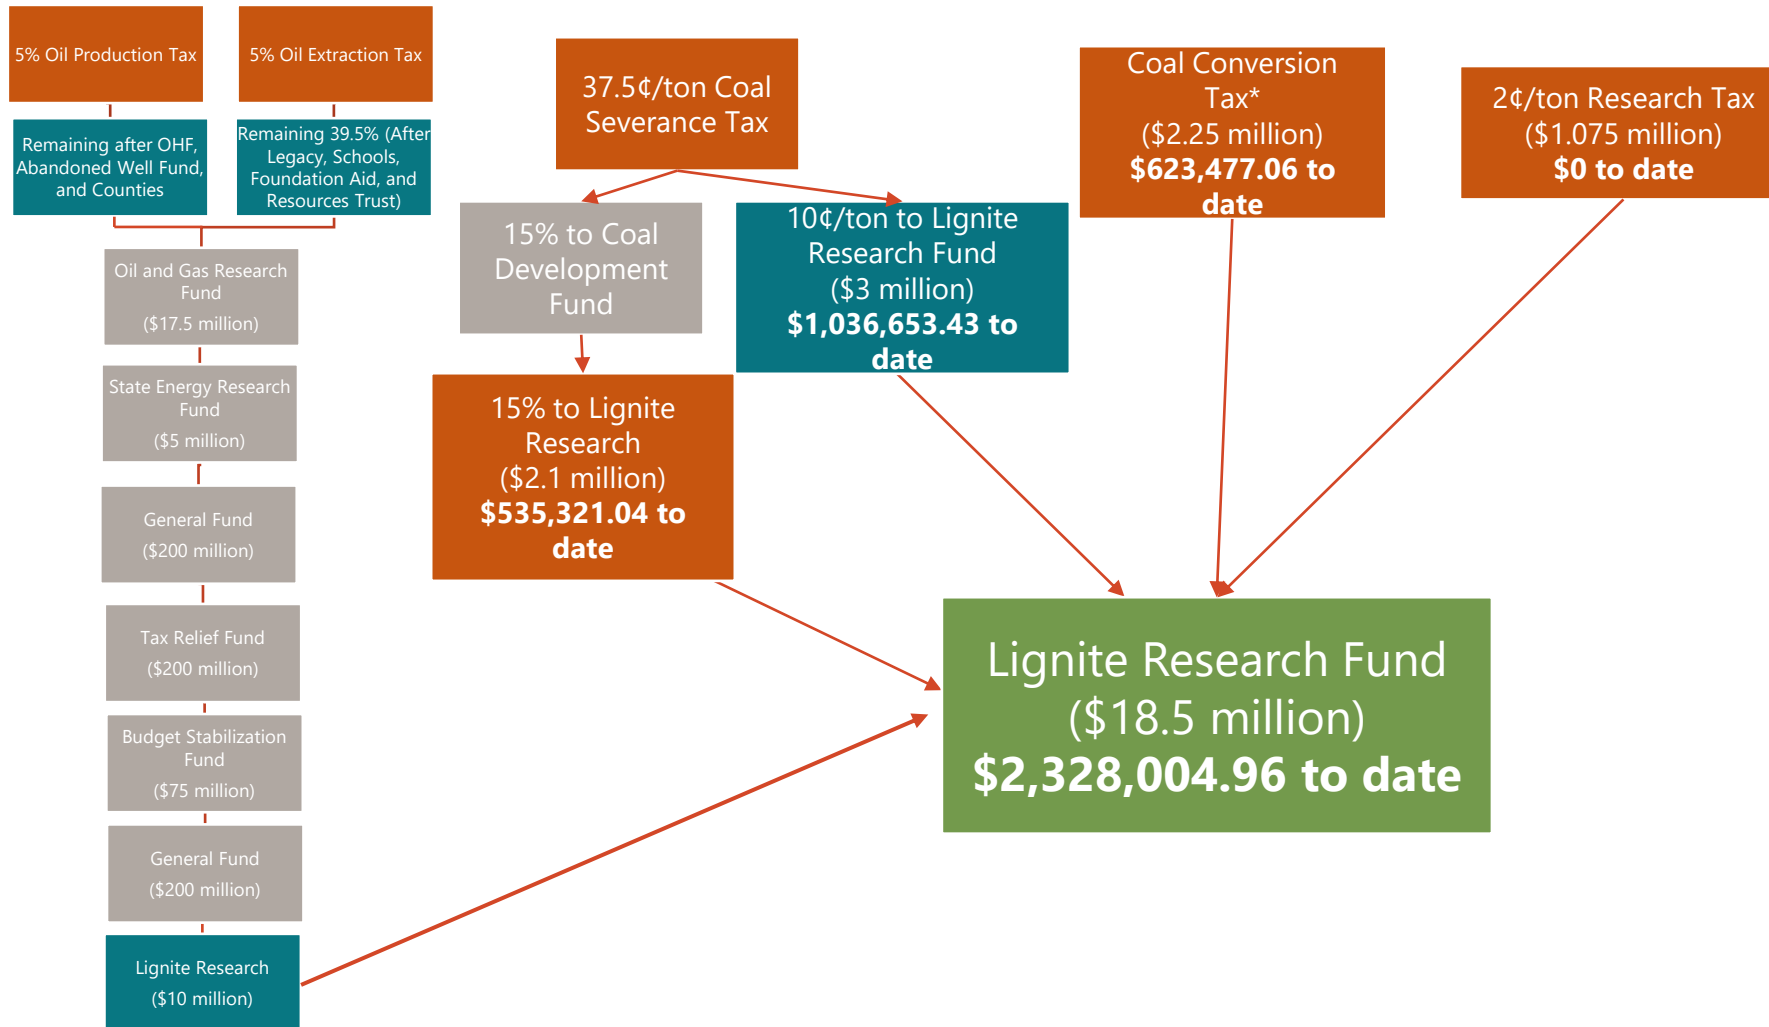 5% Oil Production Tax
5% Oil Extraction Tax
Remaining after OHF,
Abandoned Well Fund,
and Counties
Remaining 39.5% (After
Legacy, Schools,
Foundation Aid, and
Resources Trust)
Oil and Gas Research
Fund
($17.5 million)
State Energy Research
Fund
($5 million)
General Fund
($200 million)
Tax Relief Fund
($200 million)
Budget Stabilization
Fund
($75 million)
General Fund
($200 million)
Lignite Research
($10 million)
37.5¢/ton Coal
Severance Tax
15% to Coal
Development
Fund
15% to Lignite
Research
($2.1 million)
$535,321.04 to
date
10¢/ton to Lignite
Research Fund
($3 million)
$1,036,653.43 to
date
Coal Conversion
Tax*
($2.25 million)
$623,477.06 to
date
2¢/ton Research Tax
($1.075 million)
$0 to date
Lignite Research Fund
($18.5 million)
$2,328,004.96 to date